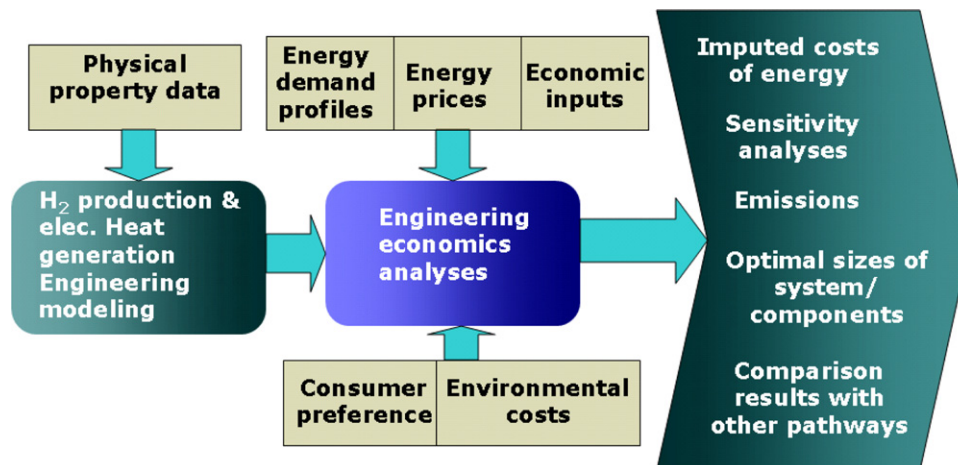 Physical
property data
Energy
demand
profiles
Energy
prices
Economic
inputs
H₂ production &
elec. Heat
generation
Engineering
modeling
Engineering
economics
analyses
Consumer
preference
Environmental
costs
Imputed costs
of energy
Sensitivity
analyses
Emissions
Optimal sizes of
system/
components
Comparison
results with
other pathways